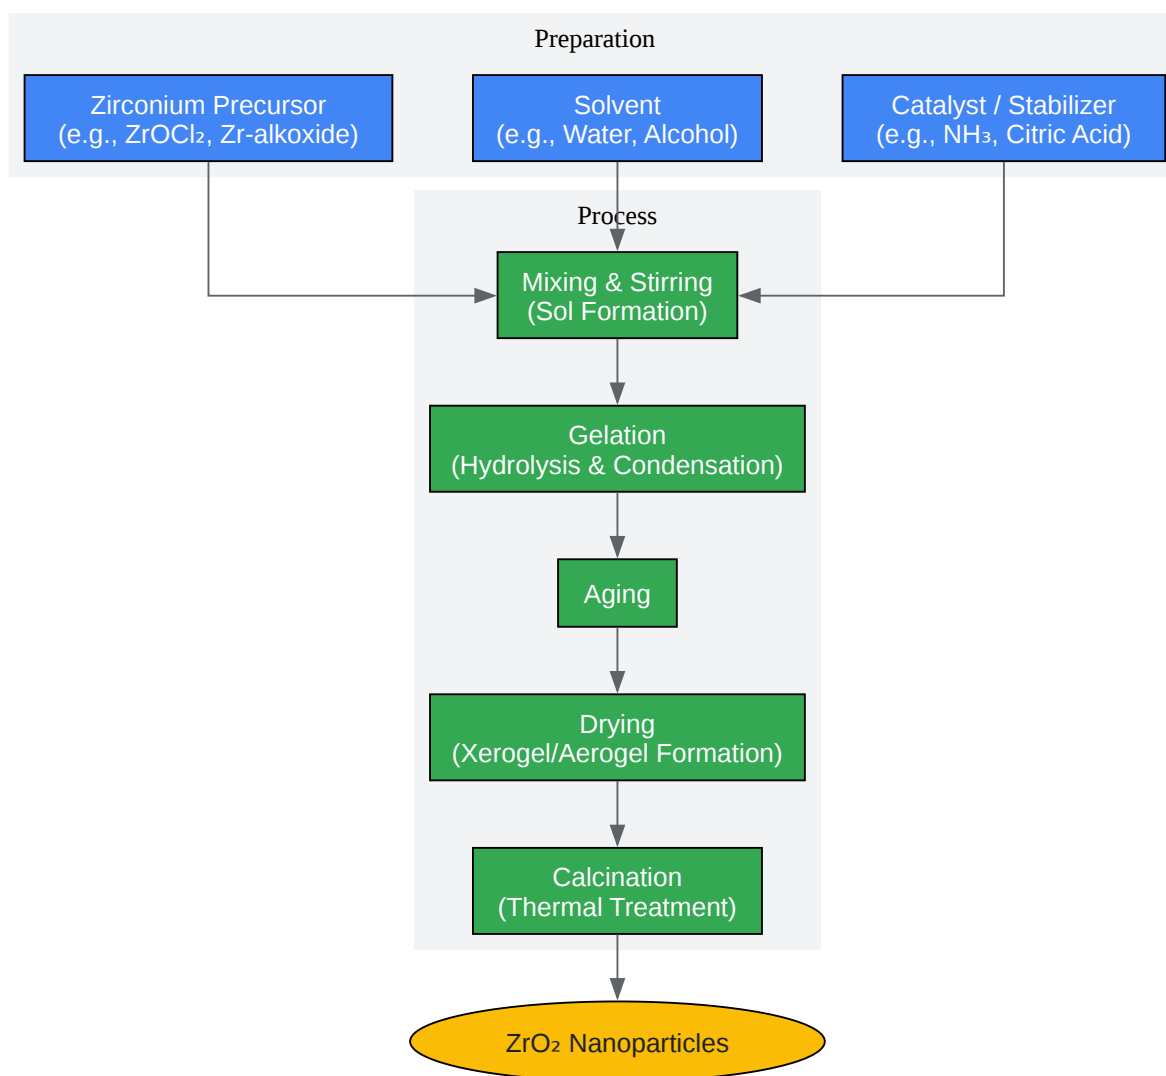 Preparation
Zirconium Precursor
(e.g., ZrOCl₂, Zr-alkoxide)
Solvent
(e.g., Water, Alcohol)
Catalyst / Stabilizer
(e.g., NH₃, Citric Acid)
Process
Mixing & Stirring
(Sol Formation)
Gelation
(Hydrolysis & Condensation)
Aging
Drying
(Xerogel/Aerogel Formation)
Calcination
(Thermal Treatment)
ZrO₂ Nanoparticles